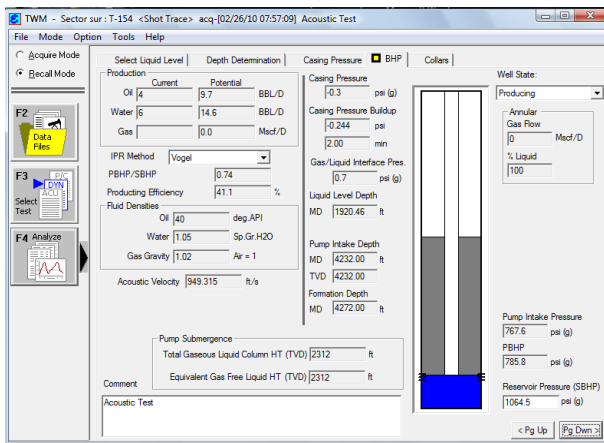 TWM - Sector sur : T-154 <Shot Trace> acq-[02/26/10 07:57:09] Acoustic Test
File Mode Option Tools Help
Acquire Mode
Recall Mode
F2
Data
Files
F3
P/C
DYN
ACU
Select
Test
F4 Analyze
Select Liquid Level
Depth Determination
Casing Pressure
BHP
Collars
Production
Current Potential
Oil 4 9.7 BBL/D
Water 6 14.6 BBL/D
Gas 0.0 Mscf/D
IPR Method Vogel
PBHP/SBHP 0.74
Producing Efficiency 41.1 %
Fluid Densities
Oil 40 deg.API
Water 1.05 Sp.Gr.H2O
Gas Gravity 1.02 Air = 1
Acoustic Velocity 949.315 ft/s
Casing Pressure
-0.3 psi (g)
Casing Pressure Buildup
-0.244 psi
2.00 min
Gas/Liquid Interface Pres.
0.7 psi (g)
Liquid Level Depth
MD 1920.46 ft
Pump Intake Depth
MD 4232.00 ft
TVD 4232.00
Formation Depth
MD 4272.00 ft
Pump Submergence
Total Gaseous Liquid Column HT (TVD) 2312 ft
Equivalent Gas Free Liquid HT (TVD) 2312 ft
Comment
Acoustic Test
Well State:
Producing
Annular
Gas Flow
0 Mscf/D
% Liquid
100
Pump Intake Pressure
767.6 psi (g)
PBHP
785.8 psi (g)
Reservoir Pressure (SBHP)
1064.5 psi (g)
< Pg Up
Pg Dwn >